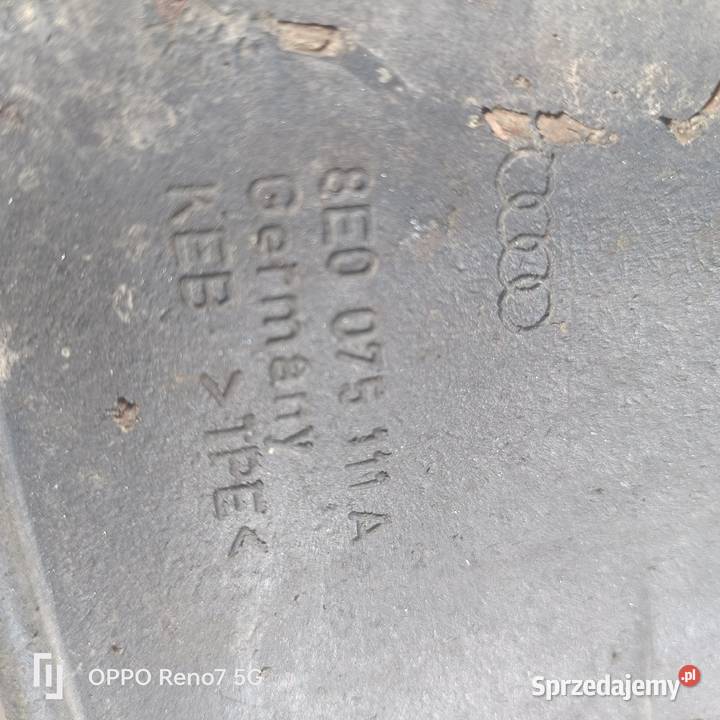 8E0 075 111 A
Germany
KEB >TPE<
OPPO Reno7 5G
Sprzedajemy.pl